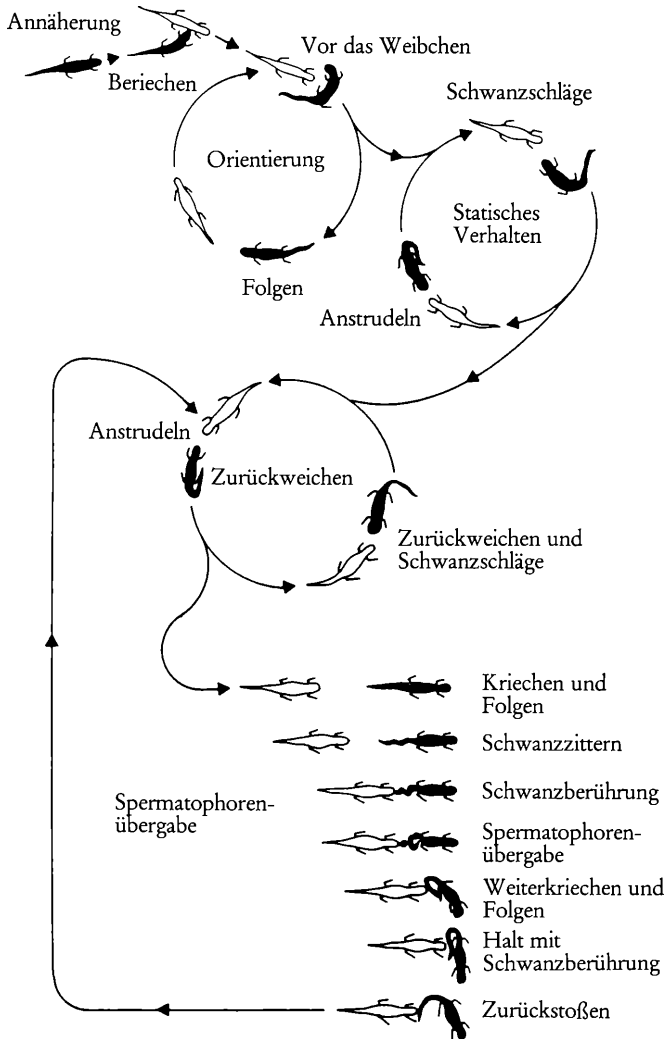 Annäherung
Beriechen
Vor das Weibchen
Schwanzschläge
Orientierung
Statisches
Verhalten
Folgen
Anstrudeln
Anstrudeln
Zurückweichen
Zurückweichen und
Schwanzschläge
Kriechen und
Folgen
Schwanzzittern
Schwanzberührung
Spermatophoren-
übergabe
Spermatophoren-
übergabe
Weiterkriechen und
Folgen
Halt mit
Schwanzberührung
Zurückstoßen